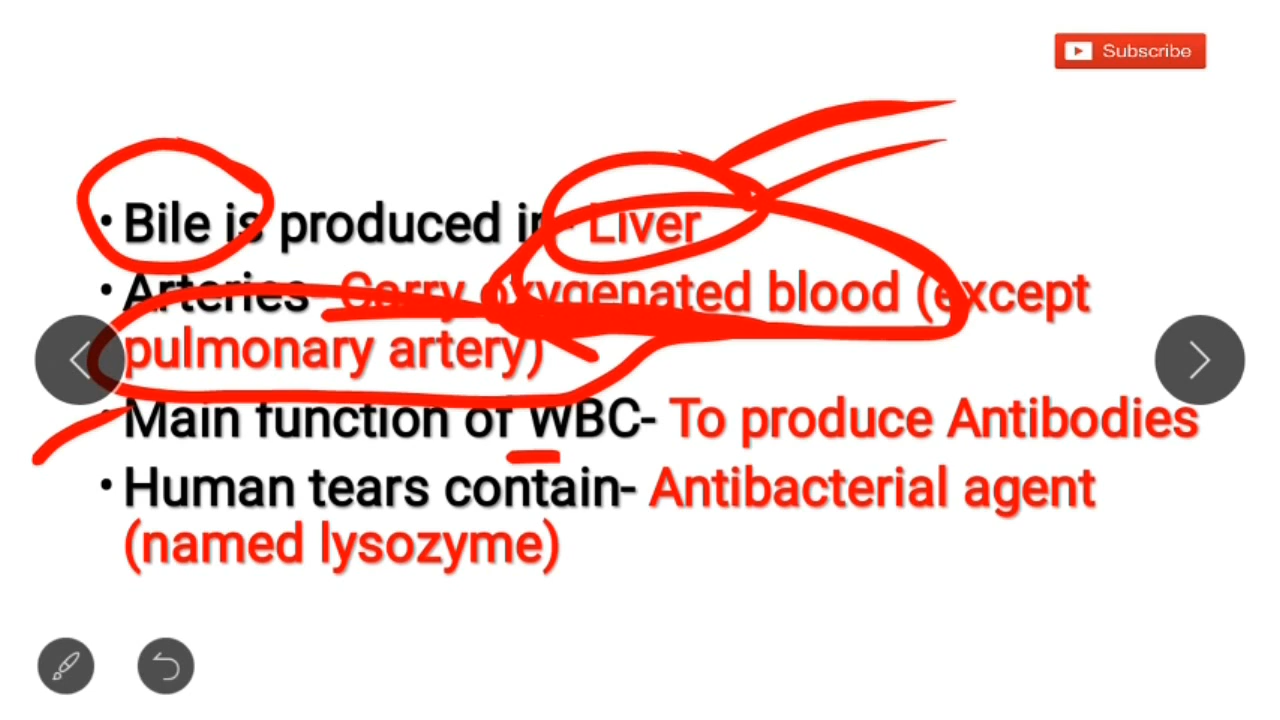 Subscribe
• Bile is produced in- Liver
• Arteries- Carry oxygenated blood (except
pulmonary artery)
• Main function of WBC- To produce Antibodies
• Human tears contain- Antibacterial agent
(named lysozyme)